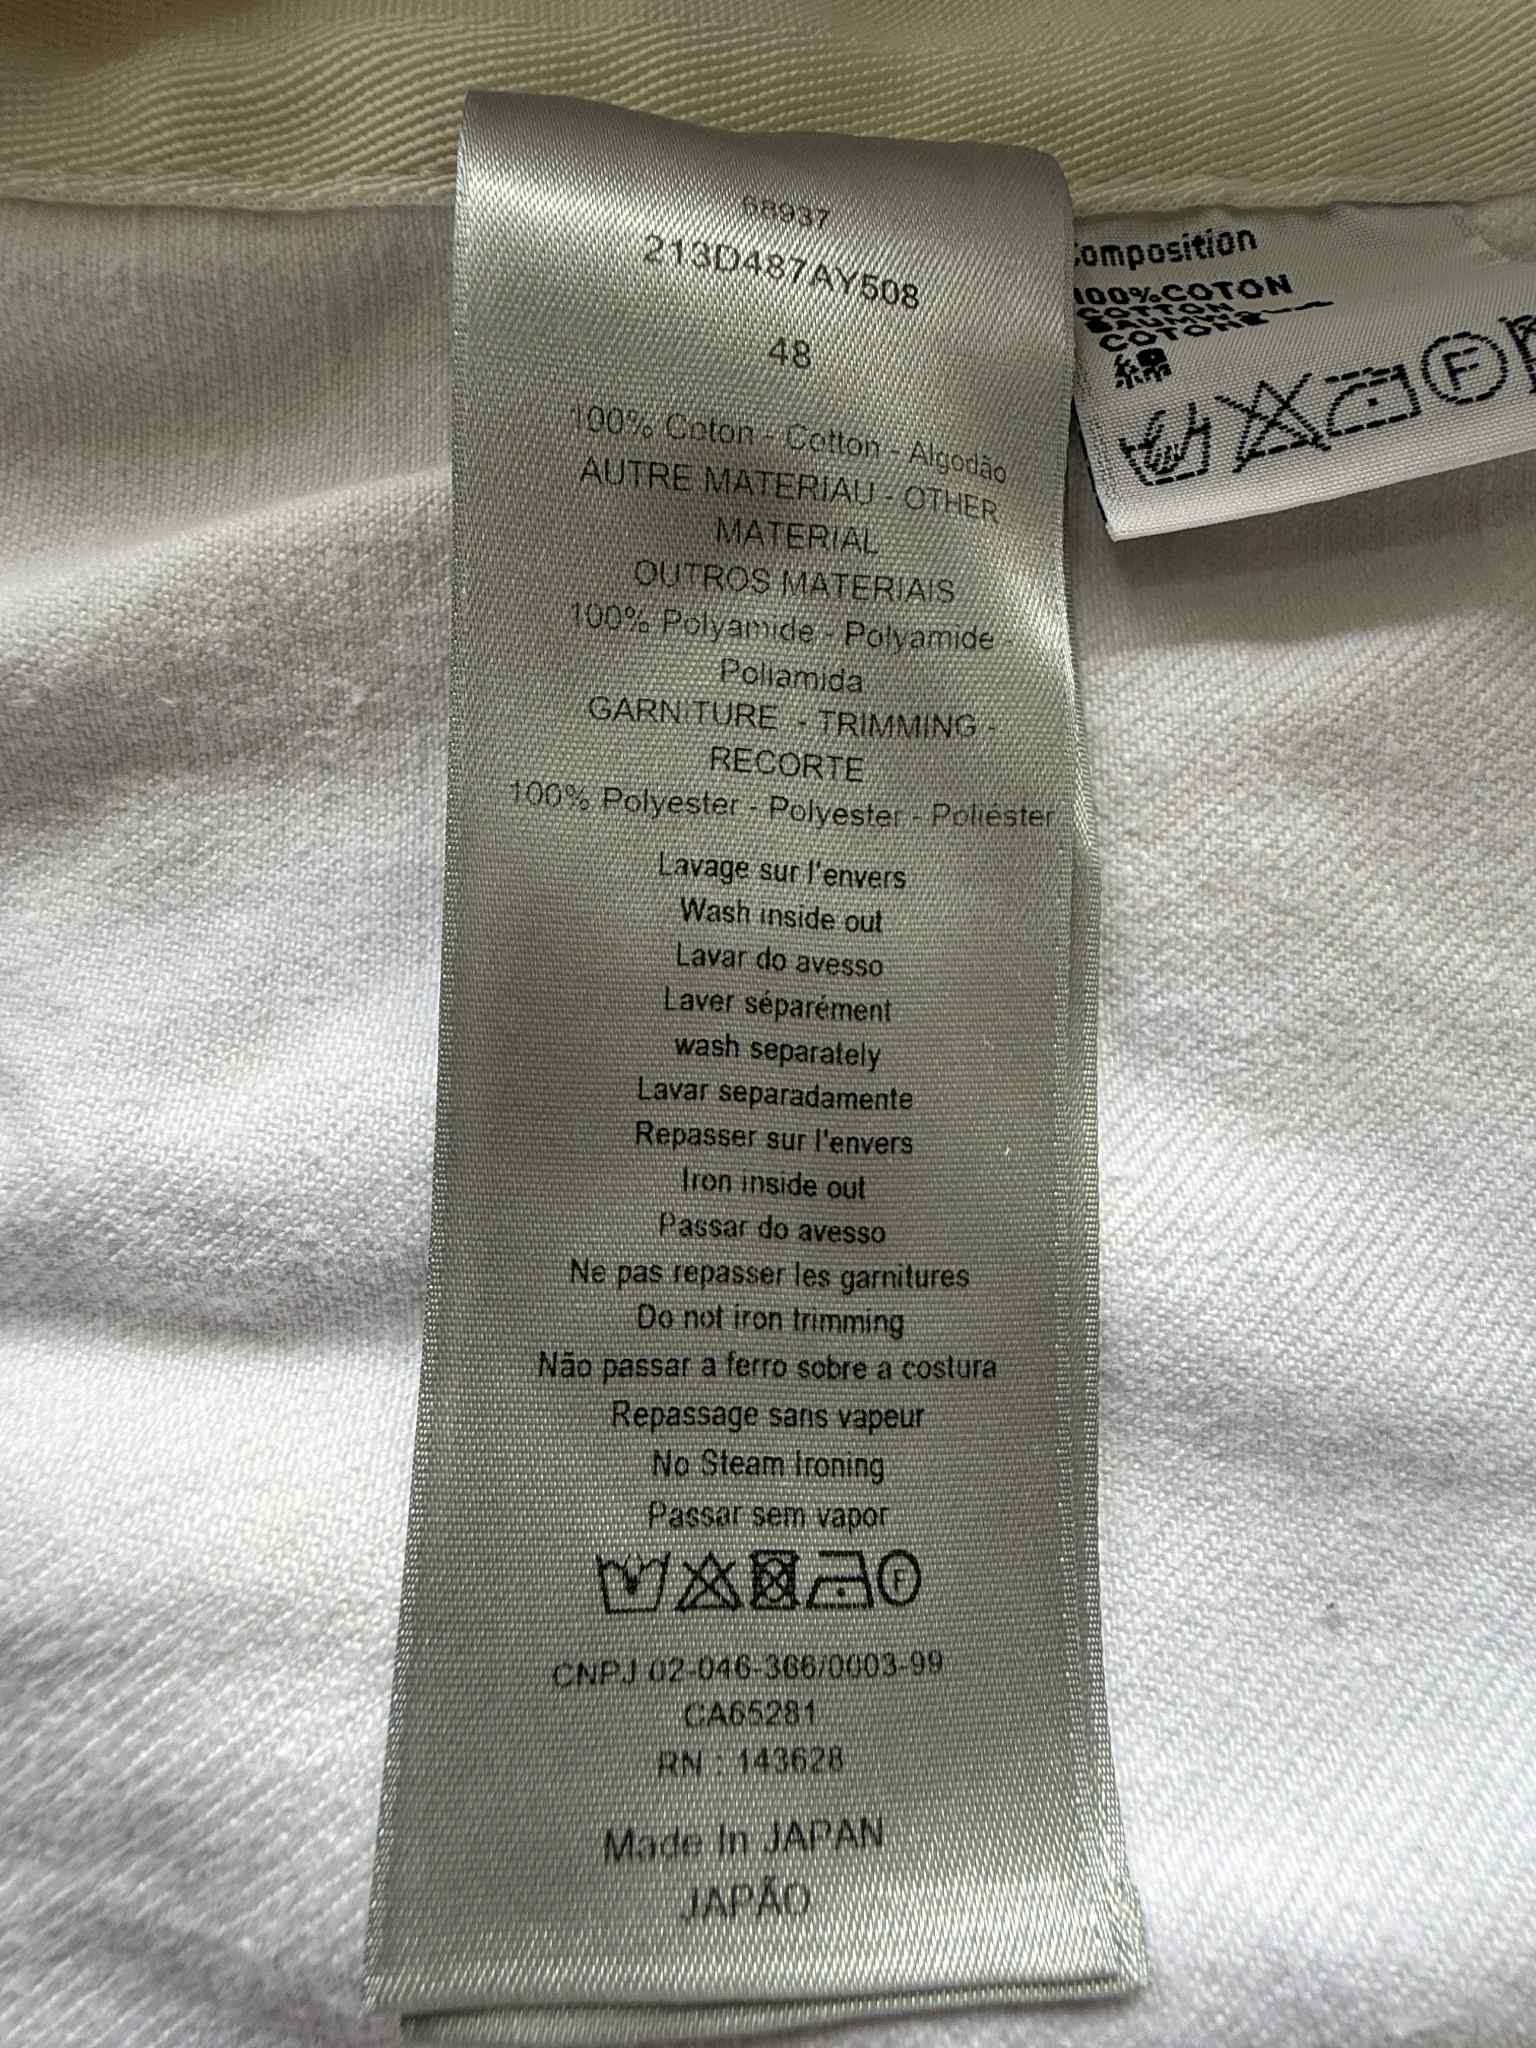 68937
213D487AY508
48
100% Coton - Cotton - Algodão
AUTRE MATERIAU - OTHER
MATERIAL
OUTROS MATERIAIS
100% Polyamide - Polyamide -
Poliamida
GARNITURE - TRIMMING -
RECORTE
100% Polyester - Polyester - Poliéster
Lavage sur l'envers
Wash inside out
Lavar do avesso
Laver séparément
wash separately
Lavar separadamente
Repasser sur l'envers
Iron inside out
Passar do avesso
Ne pas repasser les garnitures
Do not iron trimming
Não passar a ferro sobre a costura
Repassage sans vapeur
No Steam Ironing
Passar sem vapor
F
CNPJ 02-046-366/0003-99
CA65281
RN : 143628
Made In JAPAN
JAPÃO
omposition
100%COTON
COTTON
F